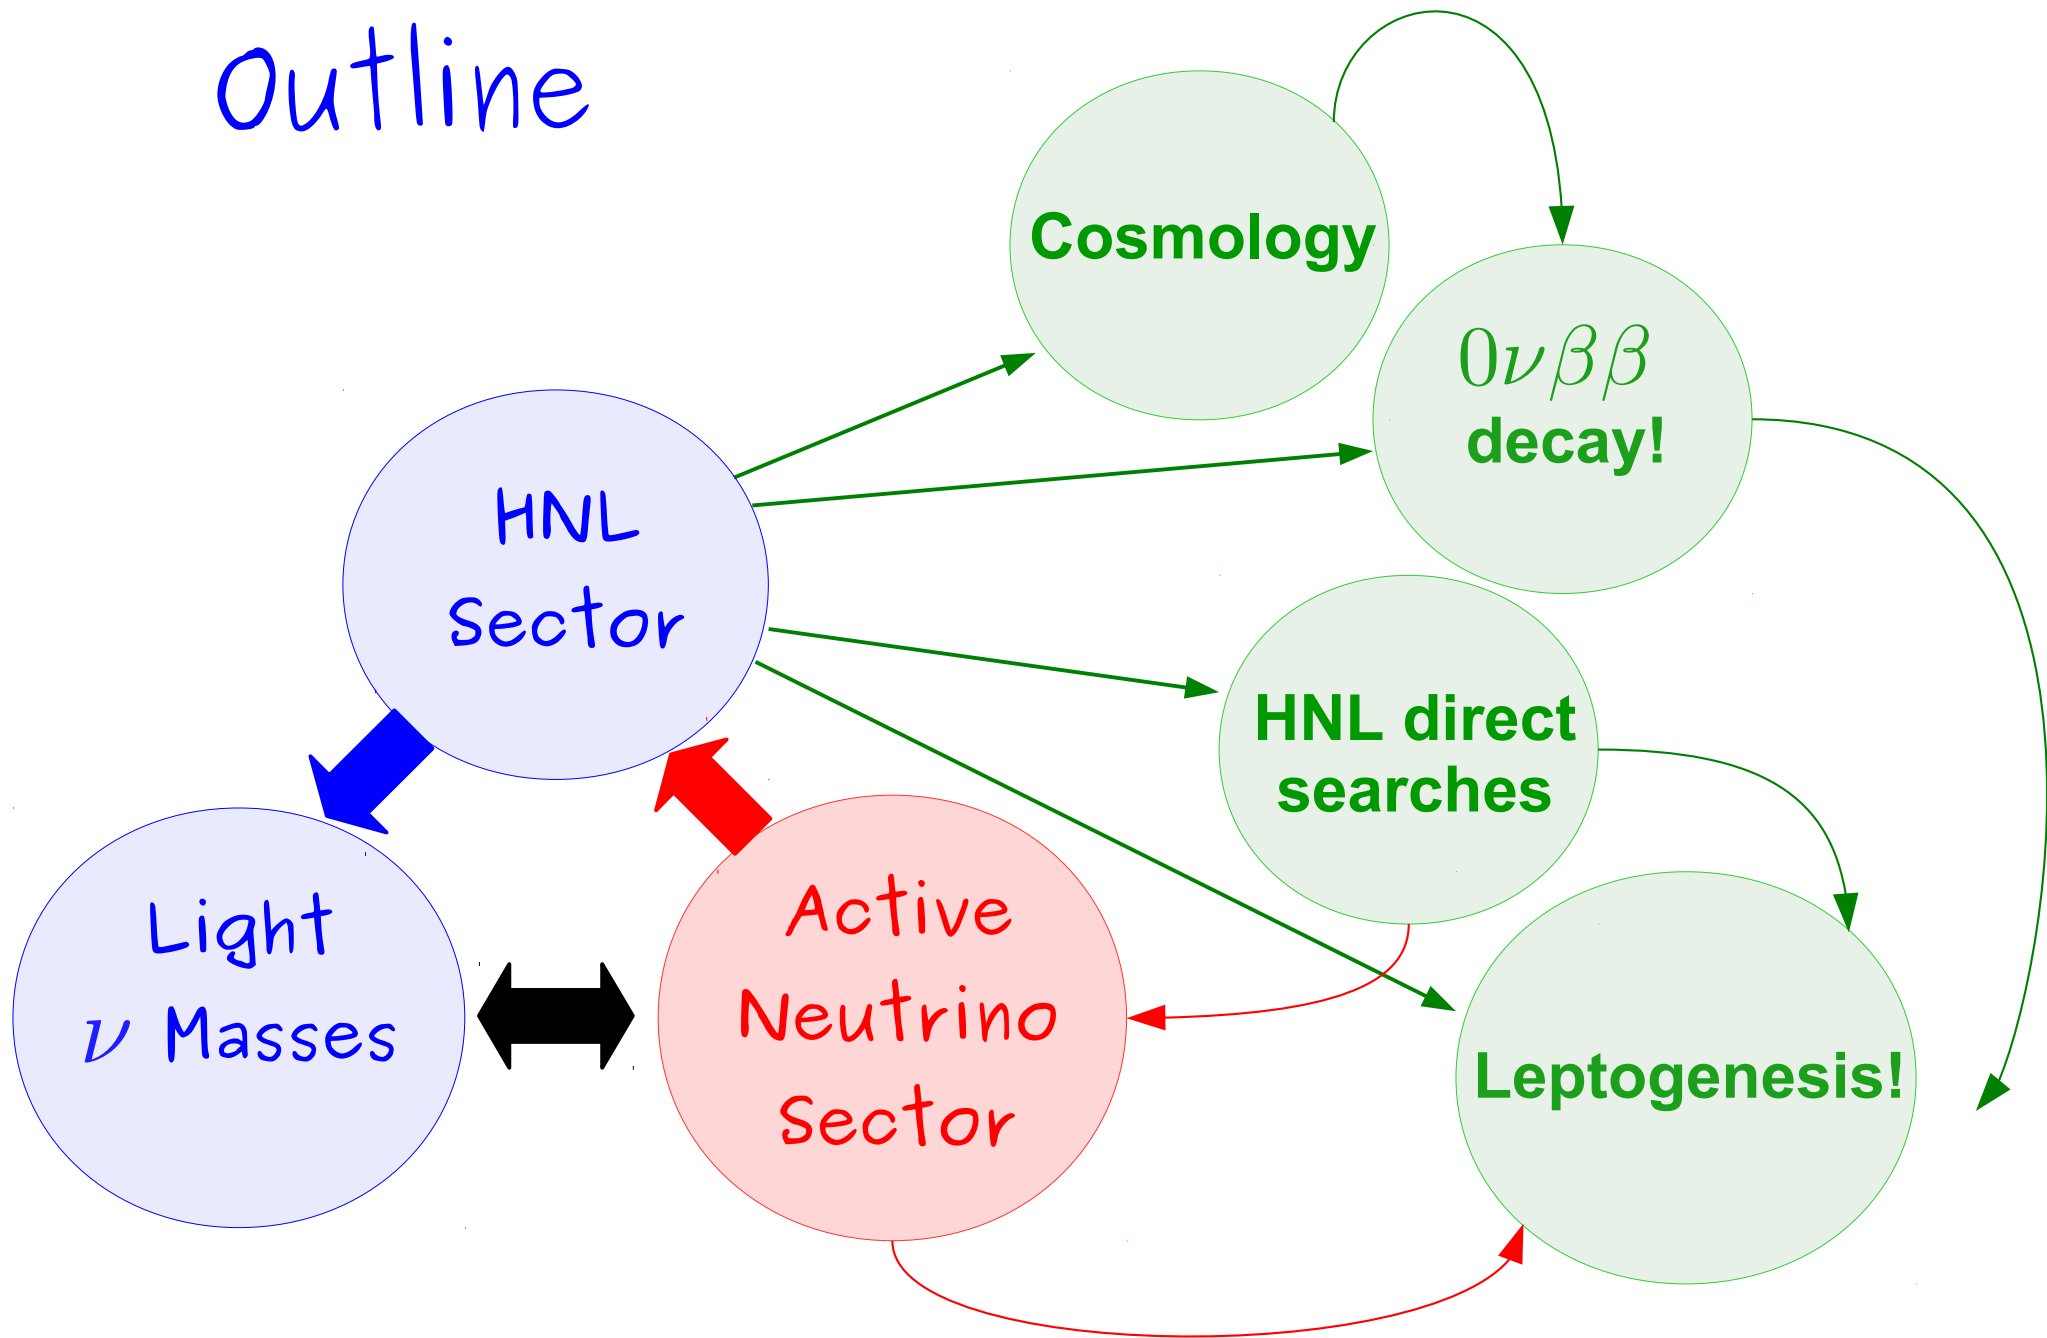 Outline
Cosmology
0νββ
decay!
HNL
Sector
HNL direct
searches
Light
ν Masses
Active
Neutrino
Sector
Leptogenesis!